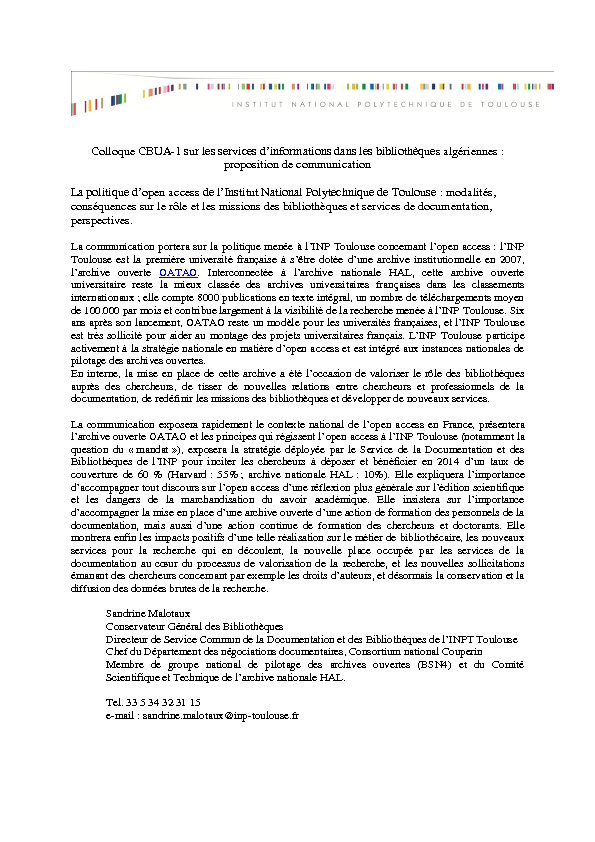 INSTITUT NATIONAL POLYTECHNIQUE DE TOULOUSE
Colloque CBUA-1 sur les services d'informations dans les bibliothèques algériennes :
proposition de communication
La politique d'open access de l'Institut National Polytechnique de Toulouse : modalités,
conséquences sur le rôle et les missions des bibliothèques et services de documentation,
perspectives.
La communication portera sur la politique menée à l'INP Toulouse concernant l'open access : l'INP
Toulouse est la première université française à s'être dotée d'une archive institutionnelle en 2007,
l'archive ouverte OATAO. Interconnectée à l'archive nationale HAL, cette archive ouverte
universitaire reste la mieux classée des archives universitaires françaises dans les classements
internationaux ; elle compte 8000 publications en texte intégral, un nombre de téléchargements moyen
de 100.000 par mois et contribue largement à la visibilité de la recherche menée à l'INP Toulouse. Six
ans après son lancement, OATAO reste un modèle pour les universités françaises, et l'INP Toulouse
est très sollicité pour aider au montage des projets universitaires français. L'INP Toulouse participe
activement à la stratégie nationale en matière d'open access et est intégré aux instances nationales de
pilotage des archives ouvertes.
En interne, la mise en place de cette archive a été l'occasion de valoriser le rôle des bibliothèques
auprès des chercheurs, de tisser de nouvelles relations entre chercheurs et professionnels de la
documentation, de redéfinir les missions des bibliothèques et développer de nouveaux services.
La communication exposera rapidement le contexte national de l'open access en France, présentera
l'archive ouverte OATAO et les principes qui régissent l'open access à l'INP Toulouse (notamment la
question du « mandat »), exposera la stratégie déployée par le Service de la Documentation et des
Bibliothèques de l'INP pour inciter les chercheurs à déposer et bénéficier en 2014 d'un taux de
couverture de 60 % (Harvard : 55% ; archive nationale HAL : 10%). Elle expliquera l'importance
d'accompagner tout discours sur l'open access d'une réflexion plus générale sur l'édition scientifique
et les dangers de la marchandisation du savoir académique. Elle insistera sur l'importance
d'accompagner la mise en place d'une archive ouverte d'une action de formation des personnels de la
documentation, mais aussi d'une action continue de formation des chercheurs et doctorants. Elle
montrera enfin les impacts positifs d'une telle réalisation sur le métier de bibliothécaire, les nouveaux
services pour la recherche qui en découlent, la nouvelle place occupée par les services de la
documentation au cœur du processus de valorisation de la recherche, et les nouvelles sollicitations
émanant des chercheurs concernant par exemple les droits d'auteurs, et désormais la conservation et la
diffusion des données brutes de la recherche.
Sandrine Malotaux
Conservateur Général des Bibliothèques
Directeur de Service Commun de la Documentation et des Bibliothèques de l'INPT Toulouse
Chef du Département des négociations documentaires, Consortium national Couperin
Membre de groupe national de pilotage des archives ouvertes (BSN4) et du Comité
Scientifique et Technique de l'archive nationale HAL.
Tel. 33 5 34 32 31 15
e-mail : sandrine.malotaux@inp-toulouse.fr